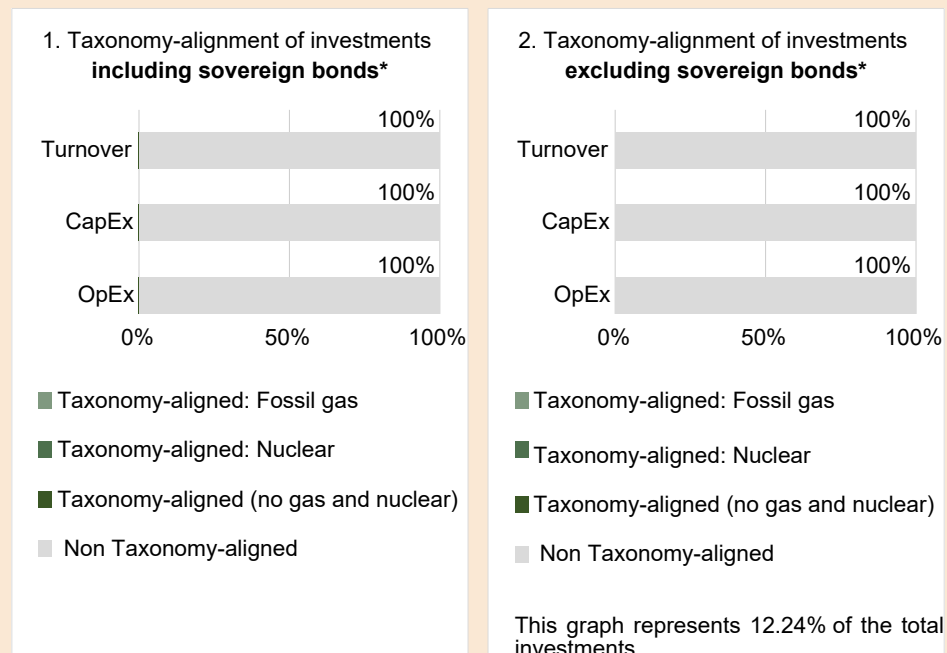 1. Taxonomy-alignment of investments
including sovereign bonds*
100%
Turnover
100%
CapEx
100%
OpEx
0% 50% 100%
Taxonomy-aligned: Fossil gas
Taxonomy-aligned: Nuclear
Taxonomy-aligned (no gas and nuclear)
Non Taxonomy-aligned
2. Taxonomy-alignment of investments
excluding sovereign bonds*
100%
Turnover
100%
CapEx
100%
OpEx
0% 50% 100%
Taxonomy-aligned: Fossil gas
Taxonomy-aligned: Nuclear
Taxonomy-aligned (no gas and nuclear)
Non Taxonomy-aligned
This graph represents 12.24% of the total
investments